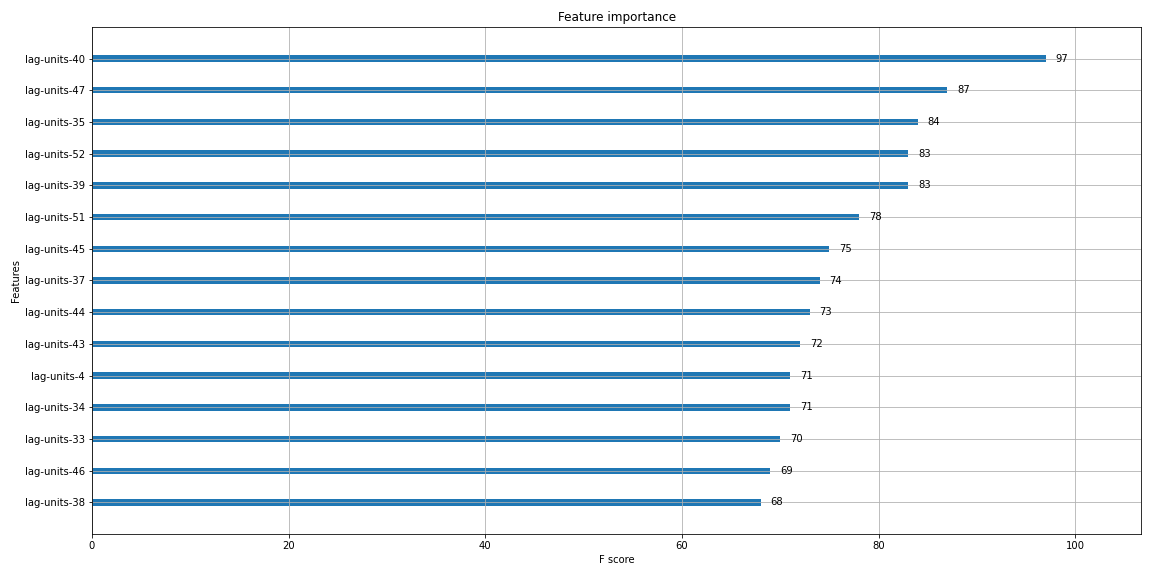 Feature importance
lag-units-40 97
lag-units-47 87
lag-units-35 84
lag-units-52 83
lag-units-39 83
lag-units-51 78
lag-units-45 75
Features
lag-units-37 74
lag-units-44 73
lag-units-43 72
lag-units-4 71
lag-units-34 71
lag-units-33 70
lag-units-46 69
lag-units-38 68
0 20 40 60 80 100
F score